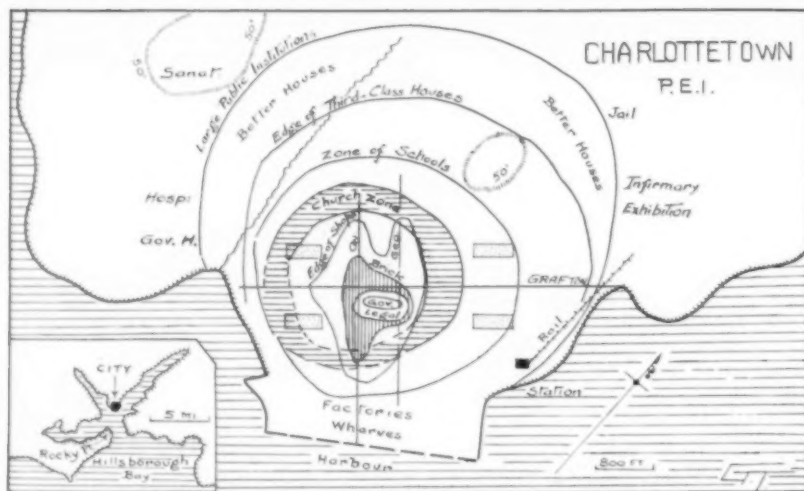 CHARLOTTETOWN
P.E.I.
50'
50'
Sanat.
Large Public Institutions
Better Houses
Edge of Third-Class Houses
Better Houses
Jail
Zone of Schools
50'
Church Zone
Infirmary
Exhibition
Hospl
Gov. H.
Edge of Shops
Brick
GRAFTON
Gov.
Legal
Rail
Station
CITY
5 MI.
Rocky P.
Hillsborough
Bay
Factories
Wharves
Harbour
800 FT.